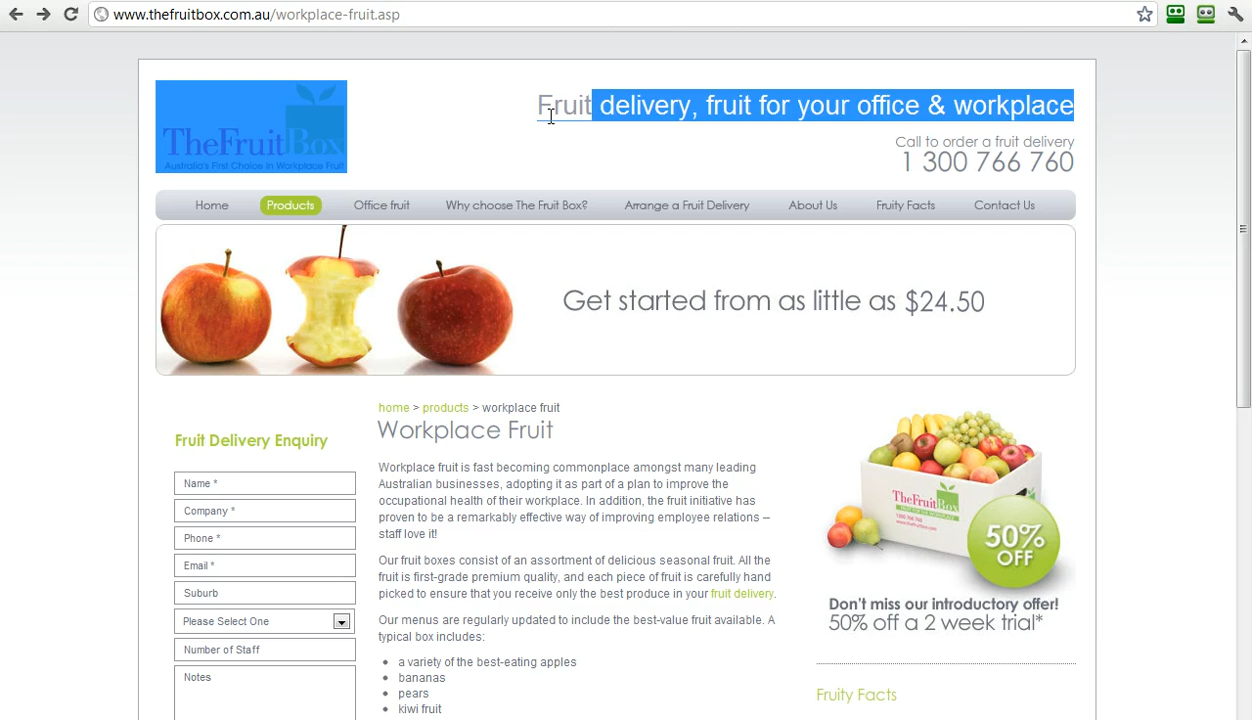 www.thefruitbox.com.au/workplace-fruit.asp
TheFruitBox
Australia's First Choice in Workplace Fruit
Fruit delivery, fruit for your office & workplace
Call to order a fruit delivery
1 300 766 760
Home Products Office fruit Why choose The Fruit Box? Arrange a Fruit Delivery About Us Fruity Facts Contact Us
Get started from as little as $24.50
Fruit Delivery Enquiry
Name *
Company *
Phone *
Email *
Suburb
Please Select One
Number of Staff
Notes
home > products > workplace fruit
Workplace Fruit
Workplace fruit is fast becoming commonplace amongst many leading
Australian businesses, adopting it as part of a plan to improve the
occupational health of their workplace. In addition, the fruit initiative has
proven to be a remarkably effective way of improving employee relations –
staff love it!
Our fruit boxes consist of an assortment of delicious seasonal fruit. All the
fruit is first-grade premium quality, and each piece of fruit is carefully hand
picked to ensure that you receive only the best produce in your fruit delivery.
Our menus are regularly updated to include the best-value fruit available. A
typical box includes:
• a variety of the best-eating apples
• bananas
• pears
• kiwi fruit
TheFruitBox
50%
OFF
Don't miss our introductory offer!
50% off a 2 week trial*
Fruity Facts